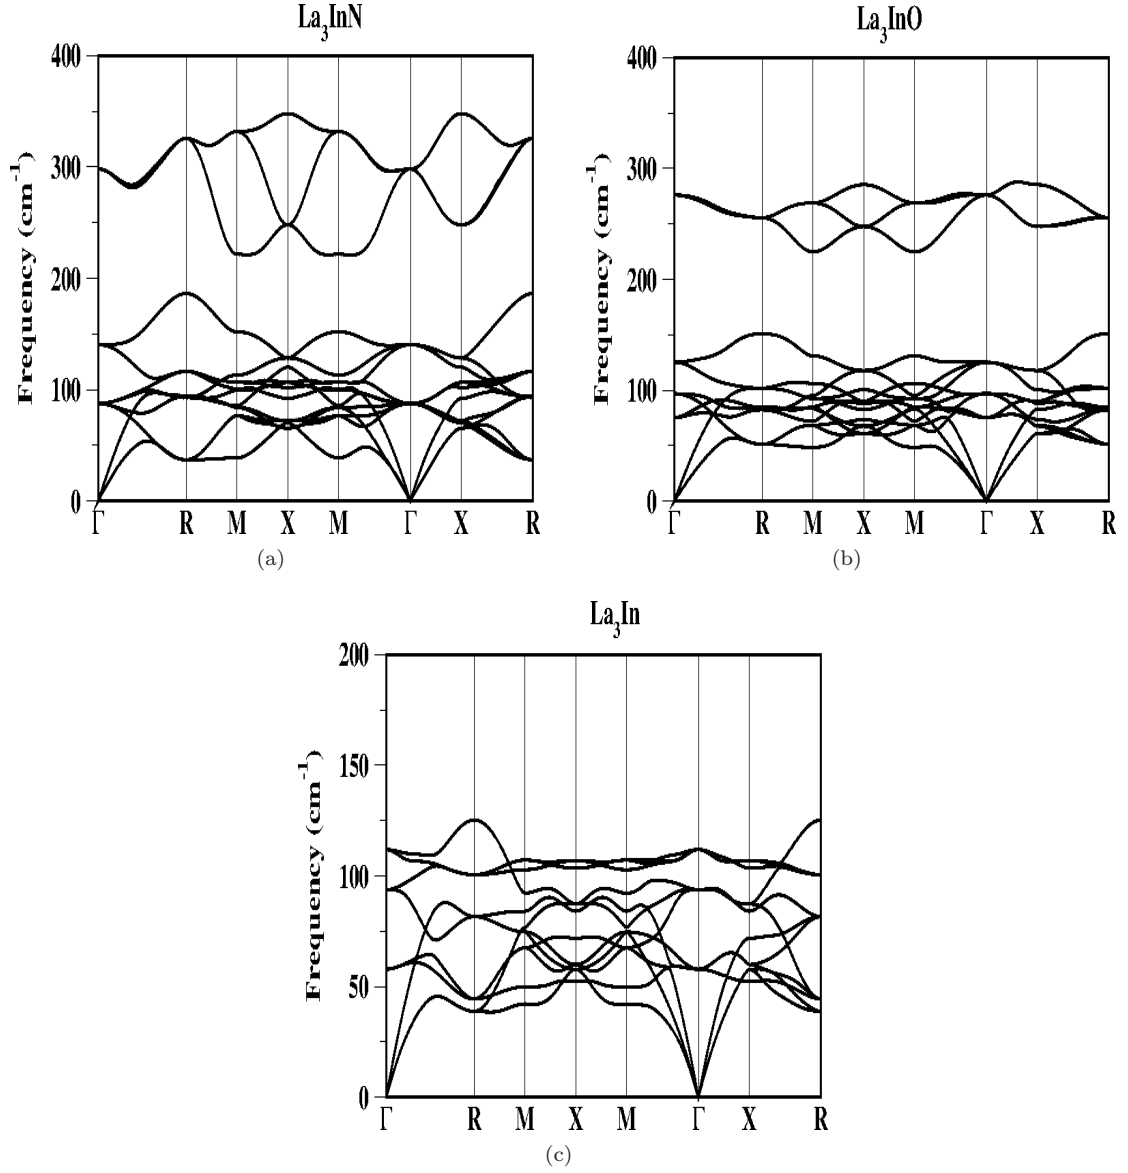 La3InN
400
300
200
100
0
Frequency (cm-1)
Γ R M X M Γ X R
(a)
La3InO
400
300
200
100
0
Frequency (cm-1)
Γ R M X M Γ X R
(b)
La3In
200
150
100
50
0
Frequency (cm-1)
Γ R M X M Γ X R
(c)